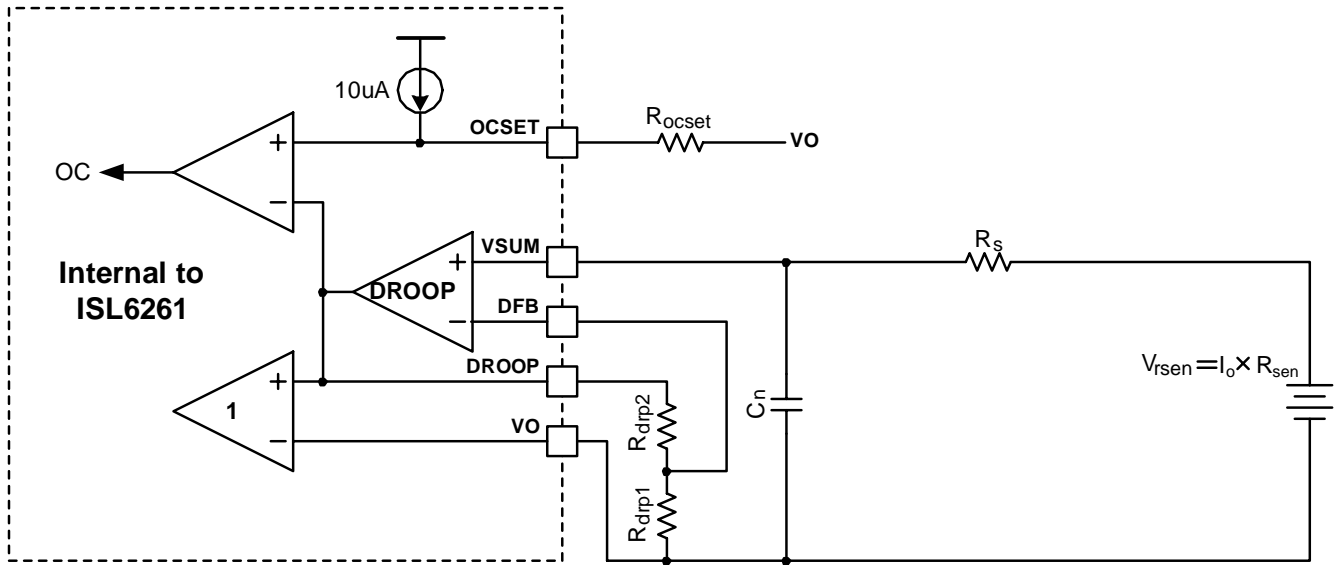 10uA
OCSET
Rocset
VO
OC
VSUM
Rs
Internal to
ISL6261
DROOP
DFB
DROOP
Vrsen=Io×Rsen
1
Rdrp2
Cn
VO
Rdrp1